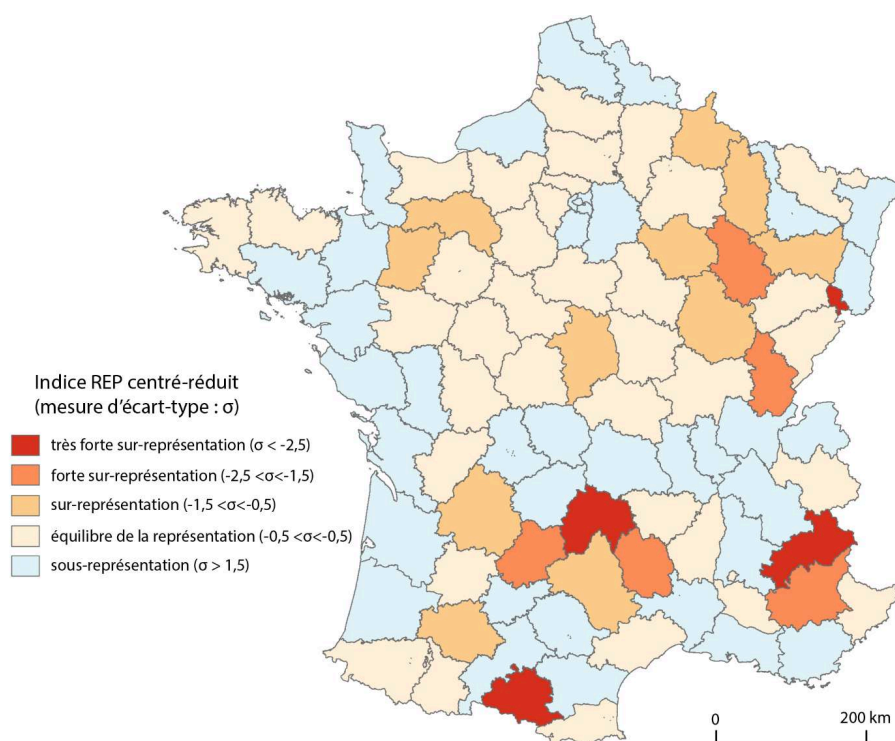 Indice REP centré-réduit
(mesure d'écart-type : σ)
très forte sur-représentation (σ < -2,5)
forte sur-représentation (-2,5 <σ<-1,5)
sur-représentation (-1,5 <σ<-0,5)
équilibre de la représentation (-0,5 <σ<-0,5)
sous-représentation (σ > 1,5)
0 200 km